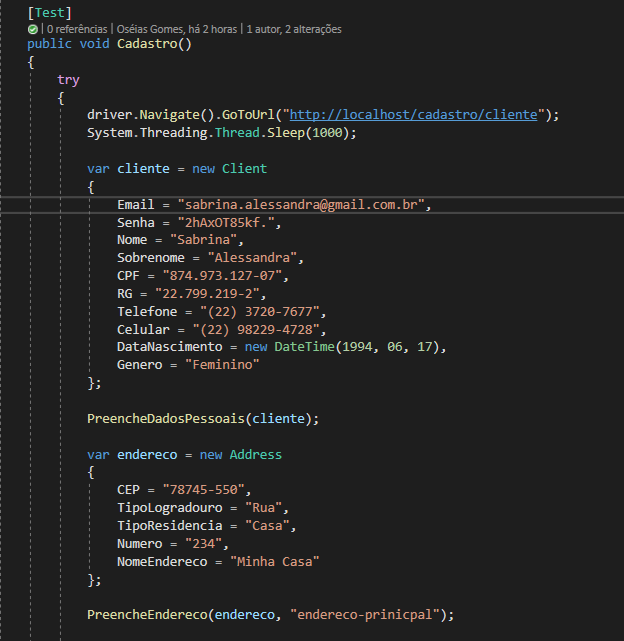 [Test]
0 referências | Oséias Gomes, há 2 horas | 1 autor, 2 alterações
public void Cadastro()
{
    try
    {
        driver.Navigate().GoToUrl("http://localhost/cadastro/cliente");
        System.Threading.Thread.Sleep(1000);

        var cliente = new Client
        {
            Email = "sabrina.alessandra@gmail.com.br",
            Senha = "2hAxOT85kf.",
            Nome = "Sabrina",
            Sobrenome = "Alessandra",
            CPF = "874.973.127-07",
            RG = "22.799.219-2",
            Telefone = "(22) 3720-7677",
            Celular = "(22) 98229-4728",
            DataNascimento = new DateTime(1994, 06, 17),
            Genero = "Feminino"
        };

        PreencheDadosPessoais(cliente);

        var endereco = new Address
        {
            CEP = "78745-550",
            TipoLogradouro = "Rua",
            TipoResidencia = "Casa",
            Numero = "234",
            NomeEndereco = "Minha Casa"
        };

        PreencheEndereco(endereco, "endereco-prinicpal");